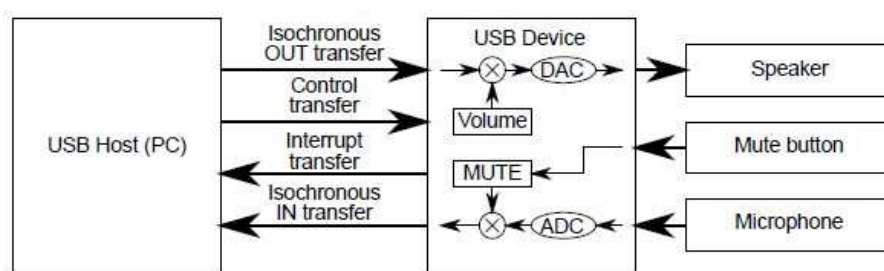 Isochronous
OUT transfer
Control
transfer
USB Host (PC)
Interrupt
transfer
Isochronous
IN transfer
USB Device
DAC
Volume
MUTE
ADC
Speaker
Mute button
Microphone